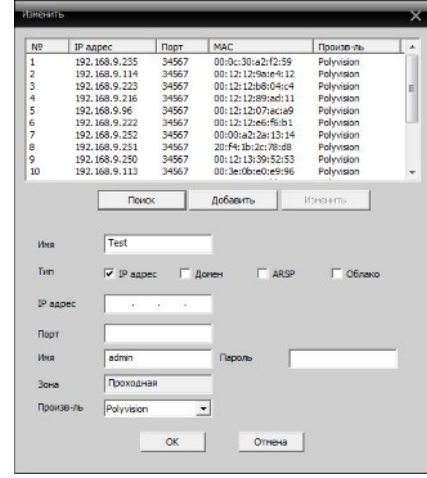 Изменить
№ IP адрес Порт MAC Произв-ль
1 192.168.9.235 34567 00:0c:30:a2:f2:59 Polyvision
2 192.168.9.114 34567 00:12:12:9a:e4:12 Polyvision
3 192.168.9.223 34567 00:12:12:b8:04:c4 Polyvision
4 192.168.9.216 34567 00:12:12:89:ad:11 Polyvision
5 192.168.9.96 34567 00:12:12:07:ac:a9 Polyvision
6 192.168.9.222 34567 00:12:12:e6:f6:b1 Polyvision
7 192.168.9.252 34567 00:00:a2:2a:13:14 Polyvision
8 192.168.9.251 34567 20:f4:1b:2c:78:d8 Polyvision
9 192.168.9.250 34567 00:12:13:39:52:53 Polyvision
10 192.168.9.113 34567 00:3e:0b:e0:e9:96 Polyvision
Поиск Добавить Изменить
Имя Test
Тип IP адрес Домен ARSP Облако
IP адрес . . .
Порт
Имя admin Пароль
Зона Проходная
Произв-ль Polyvision
OK Отмена